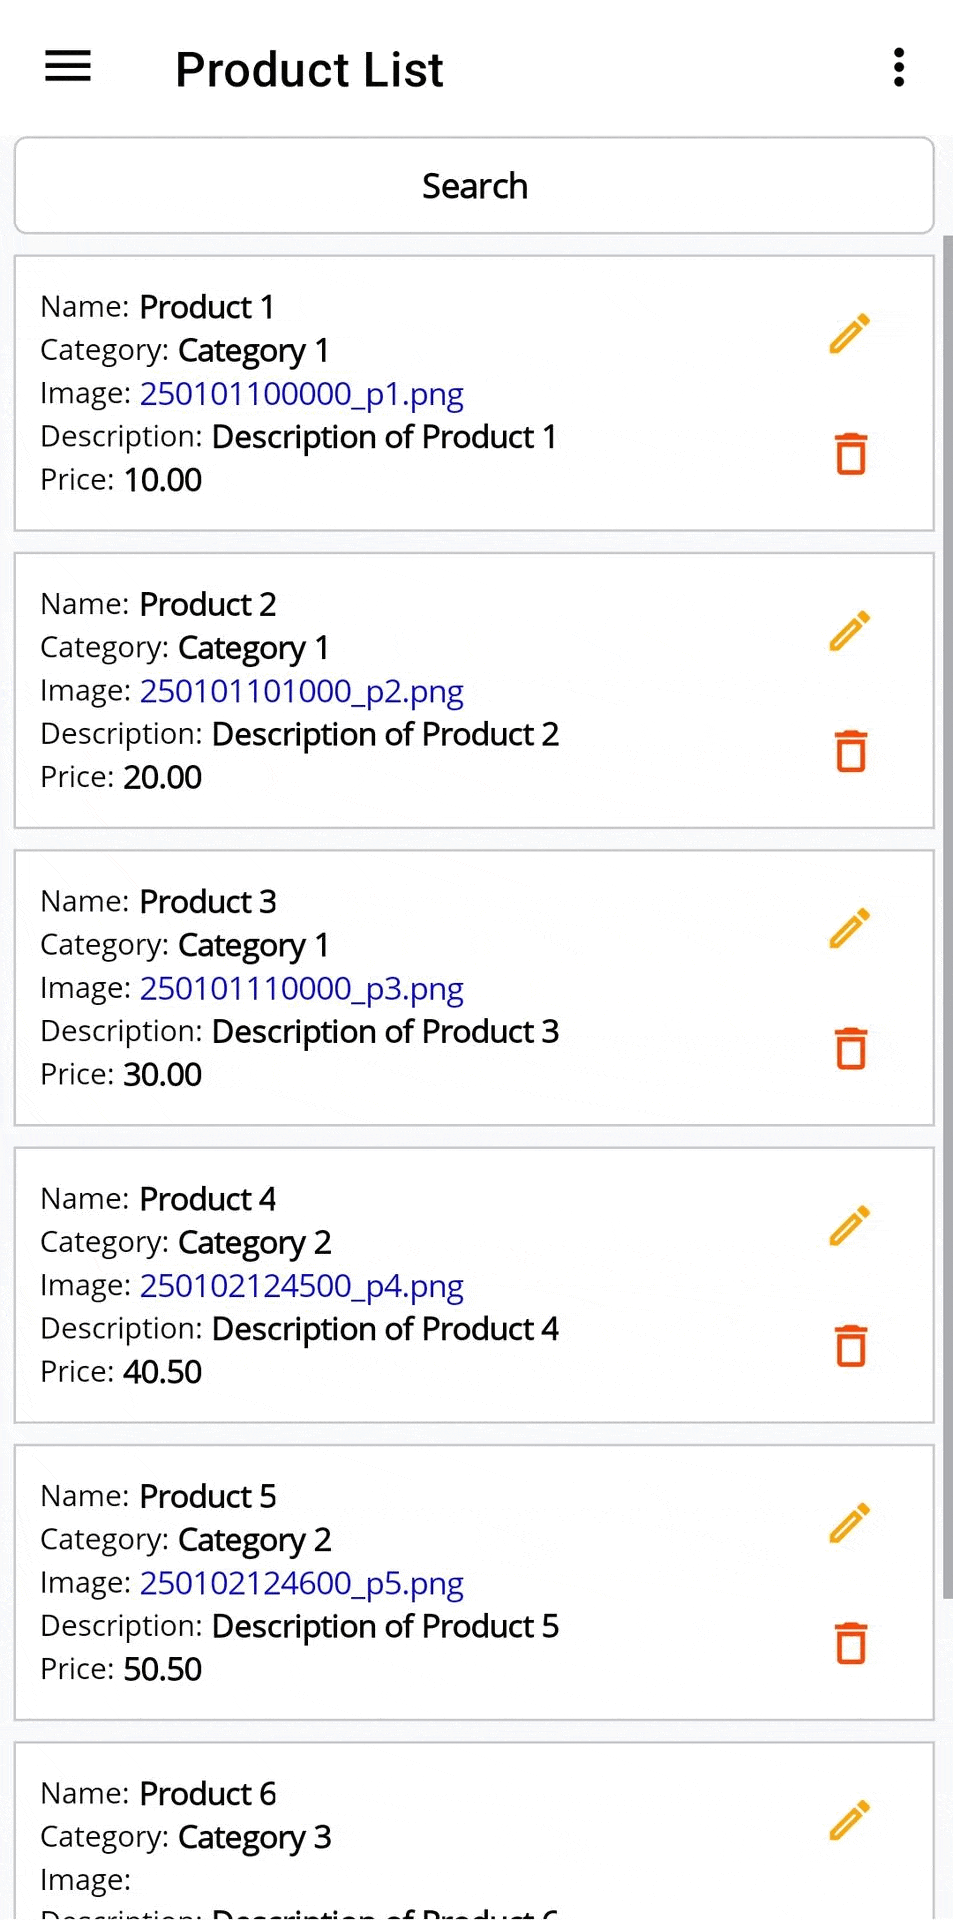 Product List
Search
Name: Product 1
Category: Category 1
Image: 250101100000_p1.png
Description: Description of Product 1
Price: 10.00
Name: Product 2
Category: Category 1
Image: 250101101000_p2.png
Description: Description of Product 2
Price: 20.00
Name: Product 3
Category: Category 1
Image: 250101110000_p3.png
Description: Description of Product 3
Price: 30.00
Name: Product 4
Category: Category 2
Image: 250102124500_p4.png
Description: Description of Product 4
Price: 40.50
Name: Product 5
Category: Category 2
Image: 250102124600_p5.png
Description: Description of Product 5
Price: 50.50
Name: Product 6
Category: Category 3
Image:
Description: Description of Product 6